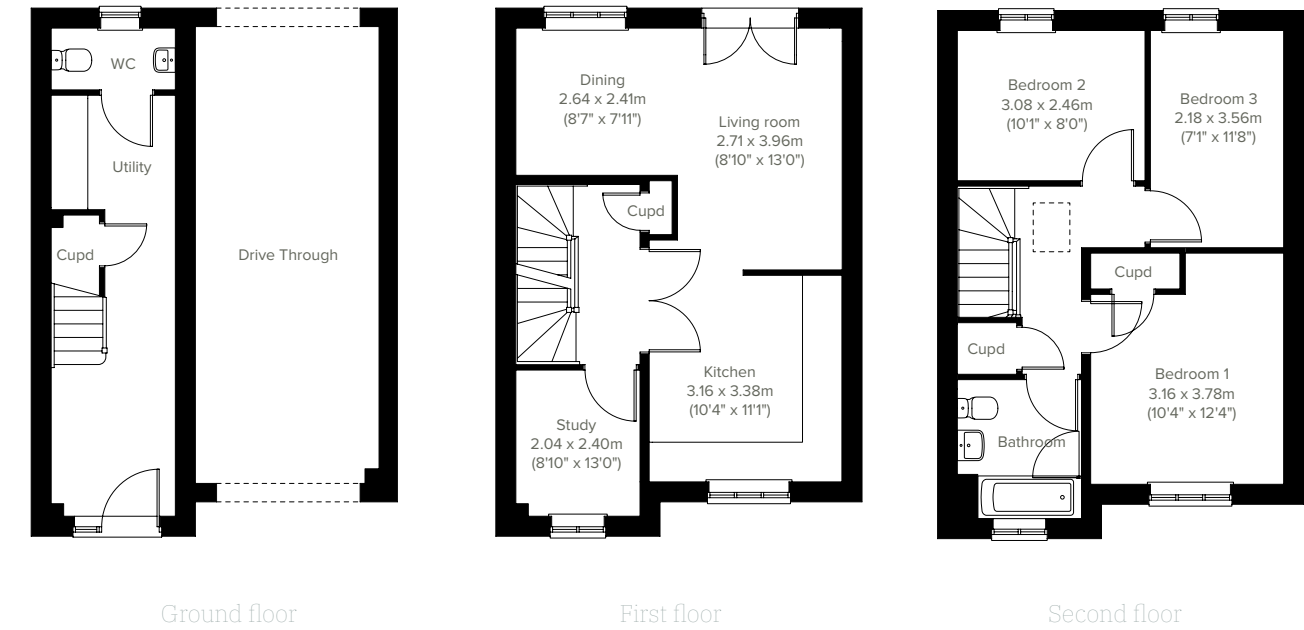 WC
Utility
Cupd
Drive Through
Ground floor
Dining
2.64 x 2.41m
(8'7" x 7'11")
Living room
2.71 x 3.96m
(8'10" x 13'0")
Cupd
Kitchen
3.16 x 3.38m
(10'4" x 11'1")
Study
2.04 x 2.40m
(8'10" x 13'0")
First floor
Bedroom 2
3.08 x 2.46m
(10'1" x 8'0")
Bedroom 3
2.18 x 3.56m
(7'1" x 11'8")
Cupd
Cupd
Bedroom 1
3.16 x 3.78m
(10'4" x 12'4")
Bathroom
Second floor